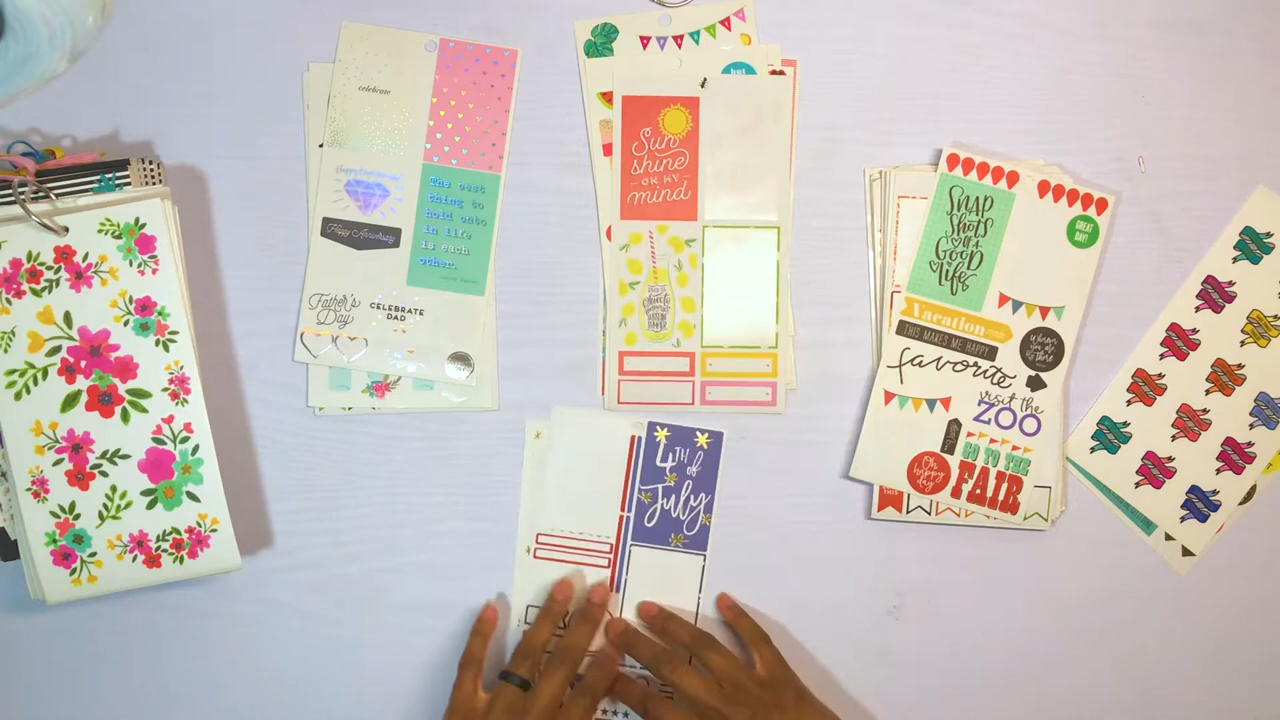 celebrate
Happy Anniversary
The best
thing to
hold onto
in life
is each
other.
Father's
Day
CELEBRATE
DAD
but
Sun
shine
ON MY
mind
4TH
of
July
SNAP
SHOTS
OF A
GOOD
Life
GREAT
DAY!
Vacation
THIS MAKES ME HAPPY
favorite
visit the
ZOO
GO TO THE
FAIR
Oh
happy
day!
THIS